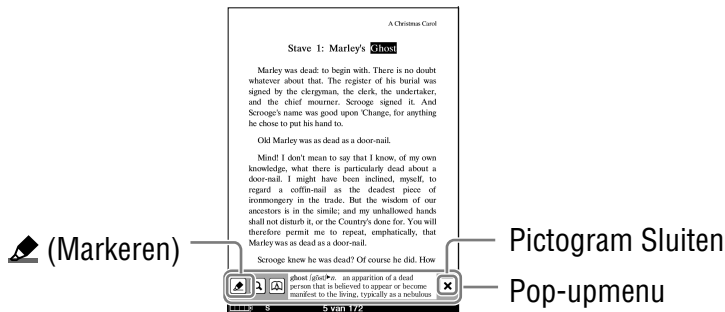 A Christmas Carol
Stave 1: Marley's Ghost
Marley was dead: to begin with. There is no doubt
whatever about that. The register of his burial was
signed by the clergyman, the clerk, the undertaker,
and the chief mourner. Scrooge signed it. And
Scrooge's name was good upon 'Change, for anything
he chose to put his hand to.
Old Marley was as dead as a door-nail.
Mind! I don't mean to say that I know, of my own
knowledge, what there is particularly dead about a
door-nail. I might have been inclined, myself, to
regard a coffin-nail as the deadest piece of
ironmongery in the trade. But the wisdom of our
ancestors is in the simile; and my unhallowed hands
shall not disturb it, or the Country's done for. You will
therefore permit me to repeat, emphatically, that
Marley was as dead as a door-nail.
Scrooge knew he was dead? Of course he did. How
(Markeren)
Pictogram Sluiten
ghost /gōst/ n. an apparition of a dead
person that is believed to appear or become
manifest to the living, typically as a nebulous
Pop-upmenu
S 5 van 172